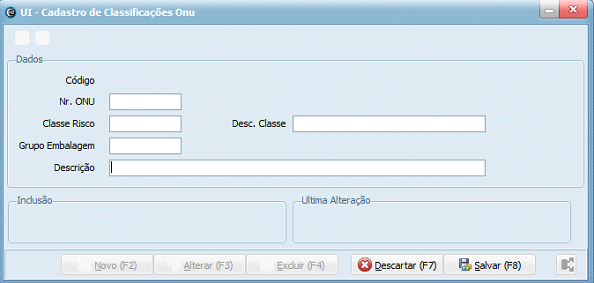 UI - Cadastro de Classificações Onu
Dados
Código
Nr. ONU
Classe Risco Desc. Classe
Grupo Embalagem
Descrição
Inclusão Ultima Alteração
Novo (F2) Alterar (F3) Excluir (F4) Descartar (F7) Salvar (F8)